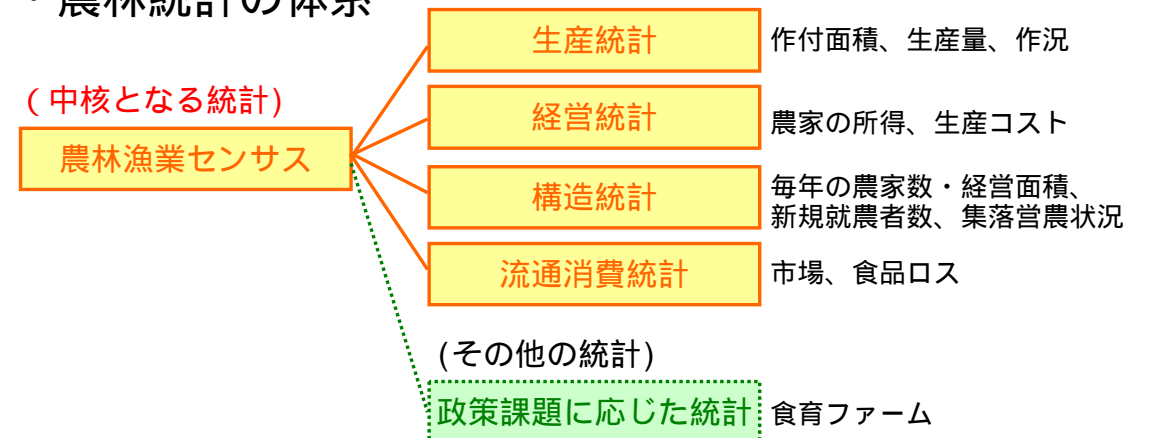 ・農林統計の体系
生産統計
作付面積、生産量、作況
(中核となる統計)
経営統計
農家の所得、生産コスト
農林漁業センサス
構造統計
毎年の農家数・経営面積、
新規就農者数、集落営農状況
流通消費統計
市場、食品ロス
(その他の統計)
政策課題に応じた統計
食育ファーム